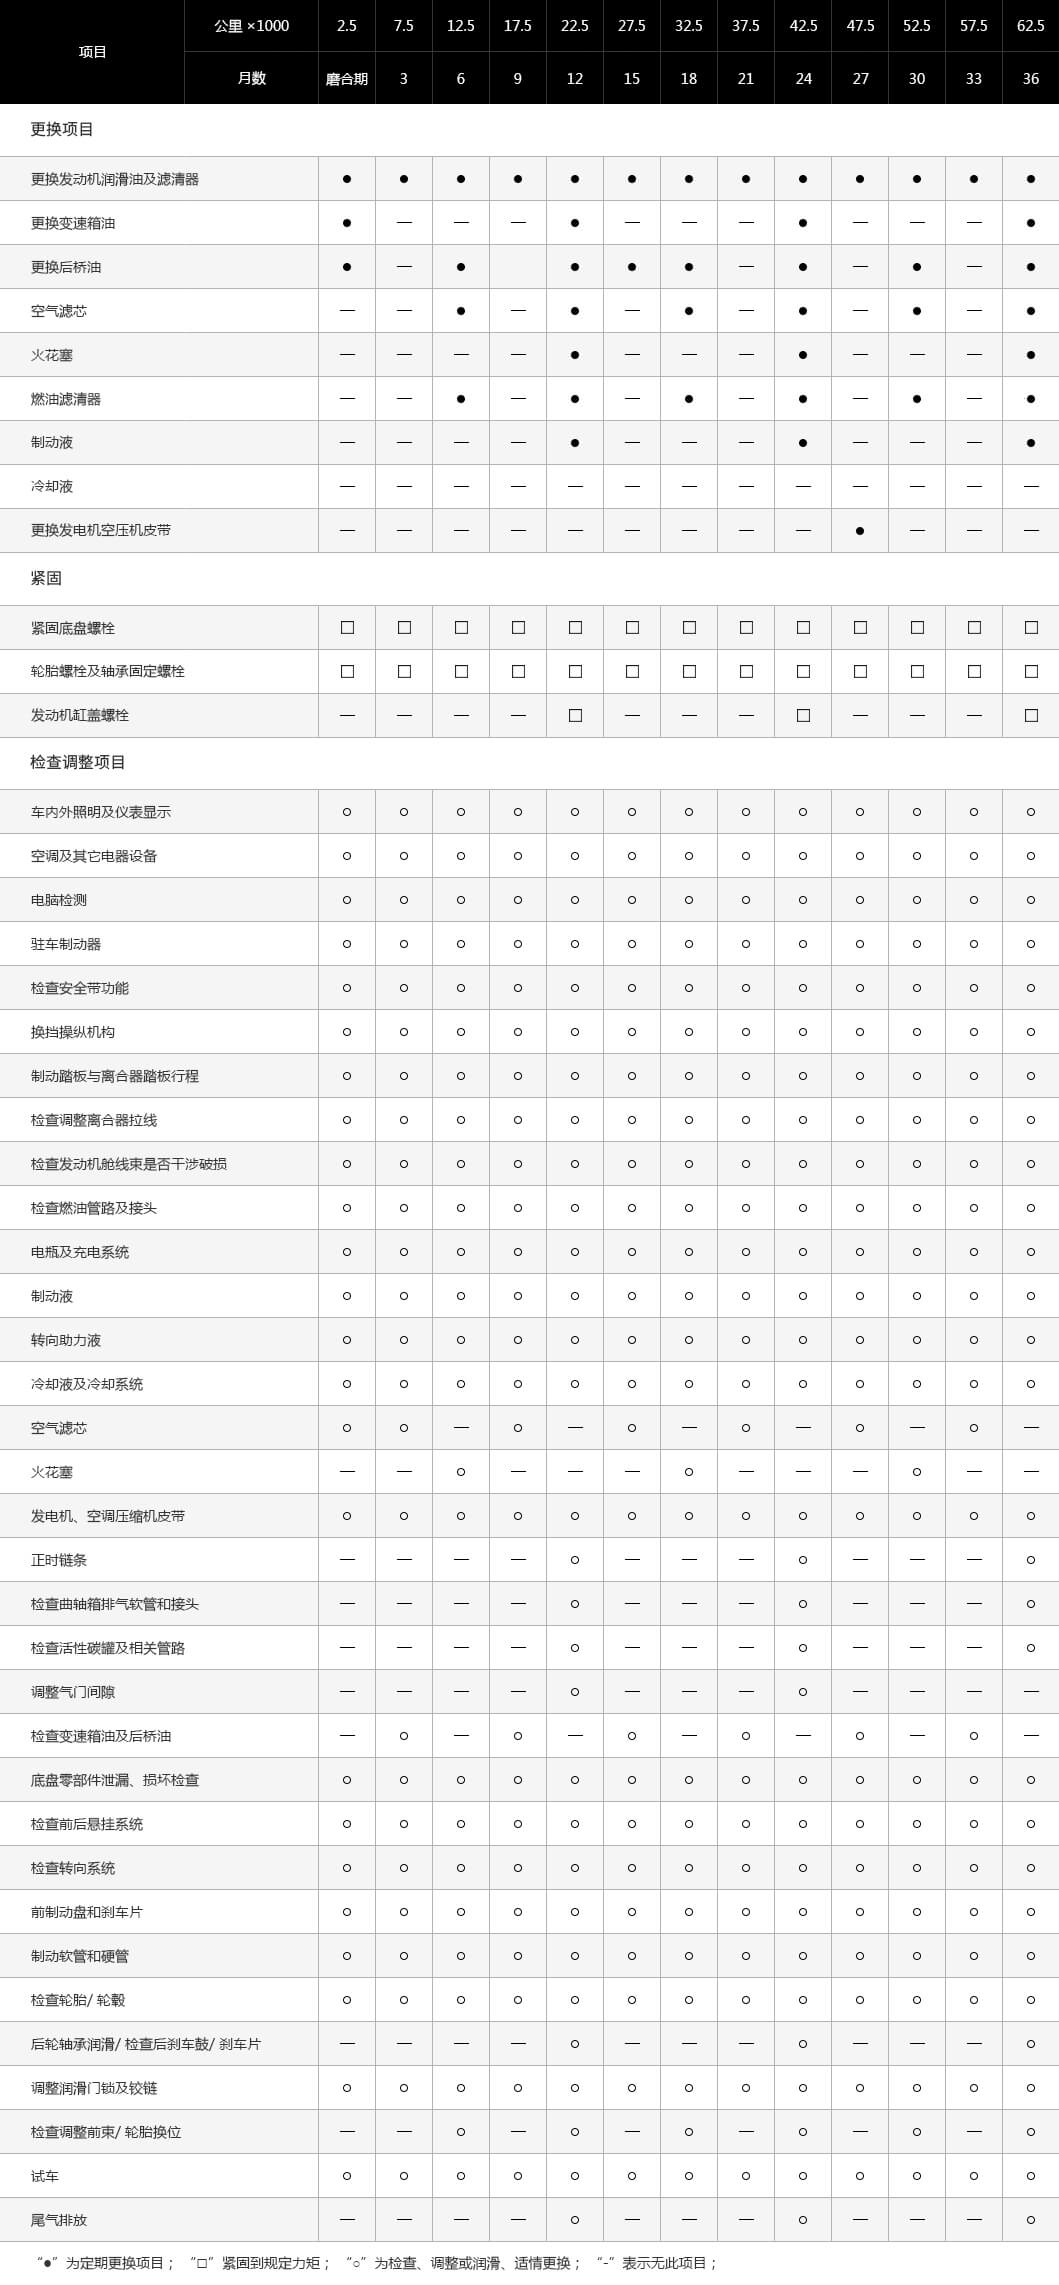 项目 公里 ×1000 2.5 7.5 12.5 17.5 22.5 27.5 32.5 37.5 42.5 47.5 52.5 57.5 62.5
月数 磨合期 3 6 9 12 15 18 21 24 27 30 33 36
更换项目
更换发动机润滑油及滤清器 ● ● ● ● ● ● ● ● ● ● ● ● ●
更换变速箱油 ● — — — ● — — — ● — — — ●
更换后桥油 ● — ● ● ● ● — ● — ● — ●
空气滤芯 — — ● — ● — ● — ● — ● — ●
火花塞 — — — — ● — — — ● — — — ●
燃油滤清器 — — ● — ● — ● — ● — ● — ●
制动液 — — — — ● — — — ● — — — ●
冷却液 — — — — — — — — — — — — —
更换发电机空压机皮带 — — — — — — — — — ● — — —
紧固
紧固底盘螺栓 □ □ □ □ □ □ □ □ □ □ □ □ □
轮胎螺栓及轴承固定螺栓 □ □ □ □ □ □ □ □ □ □ □ □ □
发动机缸盖螺栓 — — — — □ — — — □ — — — □
检查调整项目
车内外照明及仪表显示 ○ ○ ○ ○ ○ ○ ○ ○ ○ ○ ○ ○ ○
空调及其它电器设备 ○ ○ ○ ○ ○ ○ ○ ○ ○ ○ ○ ○ ○
电脑检测 ○ ○ ○ ○ ○ ○ ○ ○ ○ ○ ○ ○ ○
驻车制动器 ○ ○ ○ ○ ○ ○ ○ ○ ○ ○ ○ ○ ○
检查安全带功能 ○ ○ ○ ○ ○ ○ ○ ○ ○ ○ ○ ○ ○
换挡操纵机构 ○ ○ ○ ○ ○ ○ ○ ○ ○ ○ ○ ○ ○
制动踏板与离合器踏板行程 ○ ○ ○ ○ ○ ○ ○ ○ ○ ○ ○ ○ ○
检查调整离合器拉线 ○ ○ ○ ○ ○ ○ ○ ○ ○ ○ ○ ○ ○
检查发动机舱线束是否干涉破损 ○ ○ ○ ○ ○ ○ ○ ○ ○ ○ ○ ○ ○
检查燃油管路及接头 ○ ○ ○ ○ ○ ○ ○ ○ ○ ○ ○ ○ ○
电瓶及充电系统 ○ ○ ○ ○ ○ ○ ○ ○ ○ ○ ○ ○ ○
制动液 ○ ○ ○ ○ ○ ○ ○ ○ ○ ○ ○ ○ ○
转向助力液 ○ ○ ○ ○ ○ ○ ○ ○ ○ ○ ○ ○ ○
冷却液及冷却系统 ○ ○ ○ ○ ○ ○ ○ ○ ○ ○ ○ ○ ○
空气滤芯 ○ ○ — ○ — ○ — ○ — ○ — ○ —
火花塞 — — ○ — — — ○ — — — ○ — —
发电机、空调压缩机皮带 ○ ○ ○ ○ ○ ○ ○ ○ ○ ○ ○ ○ ○
正时链条 — — — — ○ — — — ○ — — — ○
检查曲轴箱排气软管和接头 — — — — ○ — — — ○ — — — ○
检查活性碳罐及相关管路 — — — — ○ — — — ○ — — — ○
调整气门间隙 — — — — ○ — — — ○ — — — —
检查变速箱油及后桥油 — ○ — ○ — ○ — ○ — ○ — ○ —
底盘零部件泄漏、损坏检查 ○ ○ ○ ○ ○ ○ ○ ○ ○ ○ ○ ○ ○
检查前后悬挂系统 ○ ○ ○ ○ ○ ○ ○ ○ ○ ○ ○ ○ ○
检查转向系统 ○ ○ ○ ○ ○ ○ ○ ○ ○ ○ ○ ○ ○
前制动盘和刹车片 ○ ○ ○ ○ ○ ○ ○ ○ ○ ○ ○ ○ ○
制动软管和硬管 ○ ○ ○ ○ ○ ○ ○ ○ ○ ○ ○ ○ ○
检查轮胎/ 轮毂 ○ ○ ○ ○ ○ ○ ○ ○ ○ ○ ○ ○ ○
后轮轴承润滑/ 检查后刹车鼓/ 刹车片 — — — — ○ — — — ○ — — — ○
调整润滑门锁及铰链 ○ ○ ○ ○ ○ ○ ○ ○ ○ ○ ○ ○ ○
检查调整前束/ 轮胎换位 — — ○ — ○ — ○ — ○ — ○ — ○
试车 ○ ○ ○ ○ ○ ○ ○ ○ ○ ○ ○ ○ ○
尾气排放 — — — — ○ — — — ○ — — — ○
“●”为定期更换项目； “□”紧固到规定力矩； “○”为检查、调整或润滑、适情更换； “-”表示无此项目；